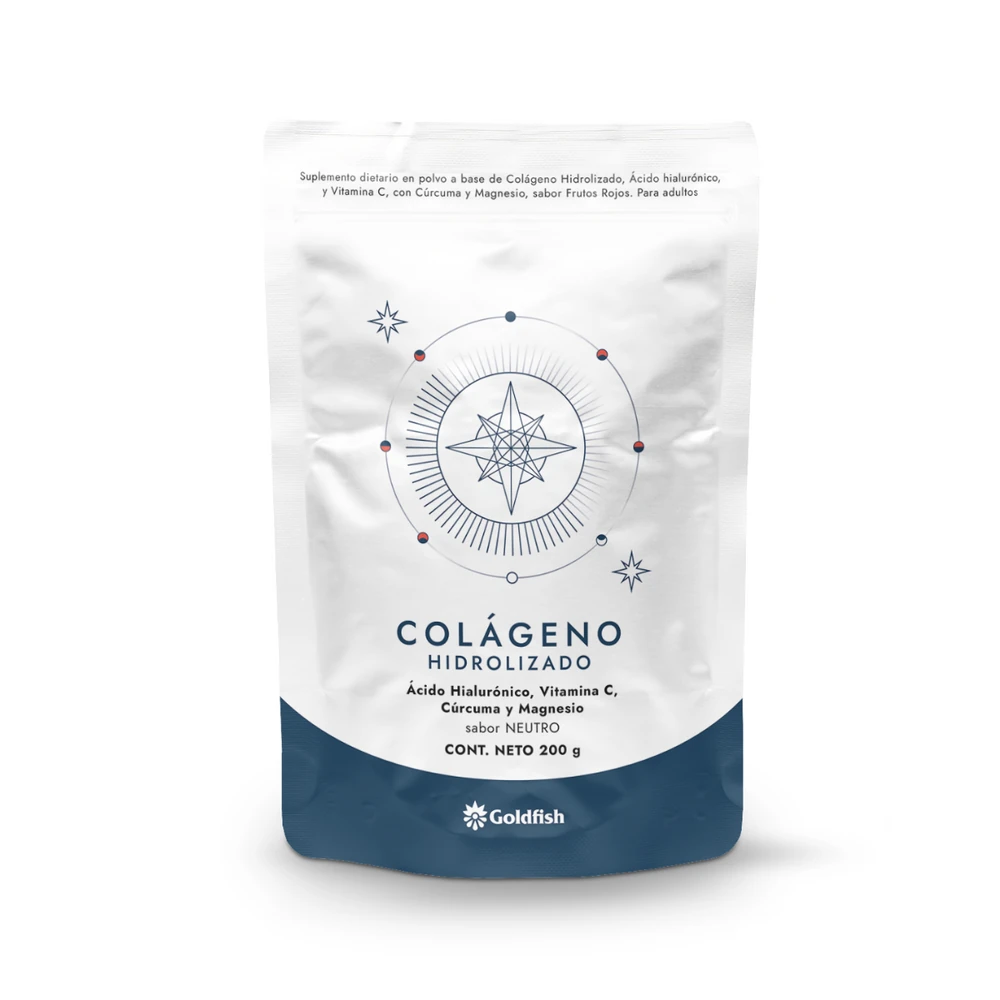 Suplemento dietario en polvo a base de Colágeno Hidrolizado, Ácido hialurónico,
y Vitamina C, con Cúrcuma y Magnesio, sabor Frutos Rojos. Para adultos
COLÁGENO
HIDROLIZADO
Ácido Hialurónico, Vitamina C,
Cúrcuma y Magnesio
sabor NEUTRO
CONT. NETO 200 g
Goldfish